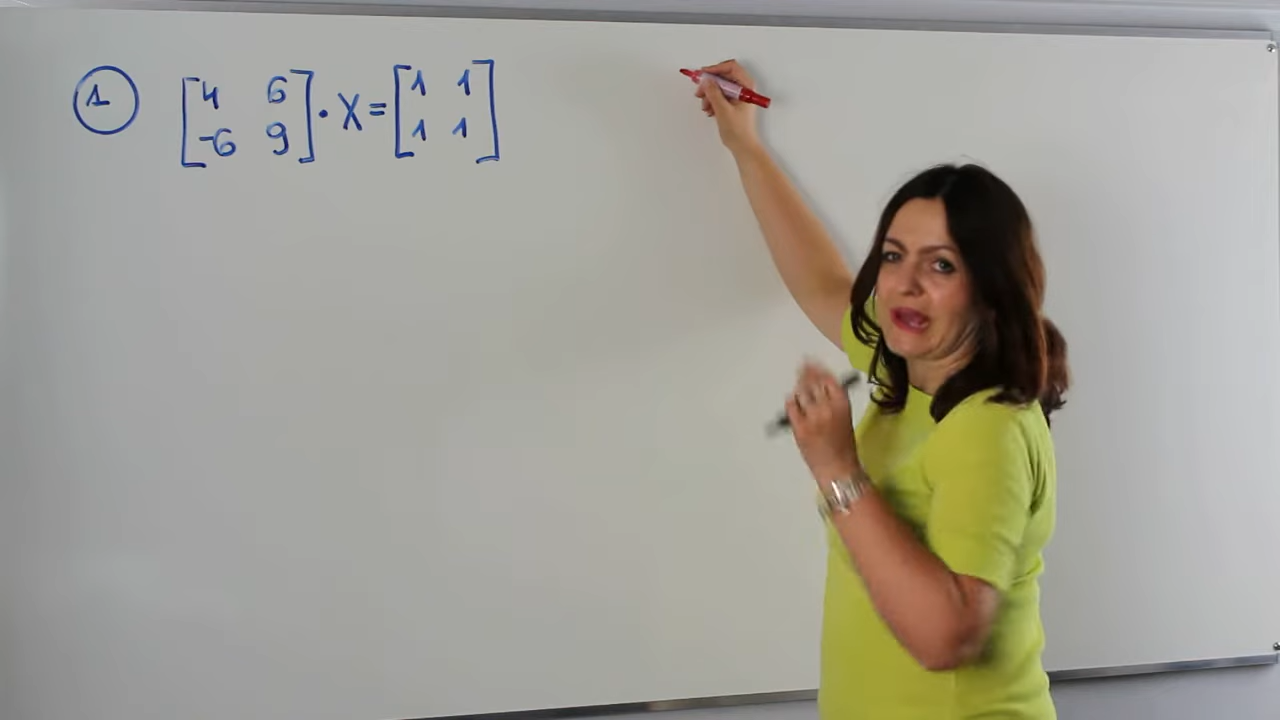 1 [4 6] · X = [1 1]
[-6 9] [1 1]